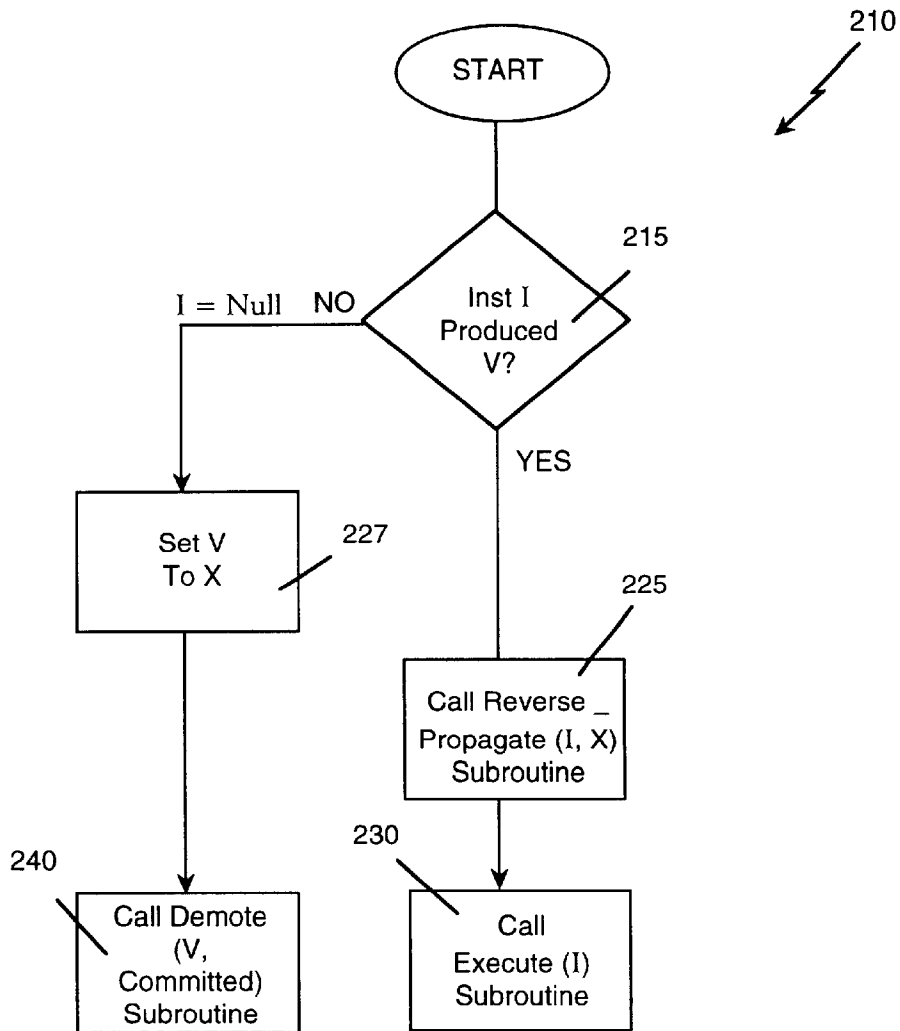 210
START
215
Inst I
Produced
V?
I = Null NO
YES
Set V
To X
227
225
Call Reverse _
Propagate (I, X)
Subroutine
240
230
Call Demote
(V,
Committed)
Subroutine
Call
Execute (I)
Subroutine